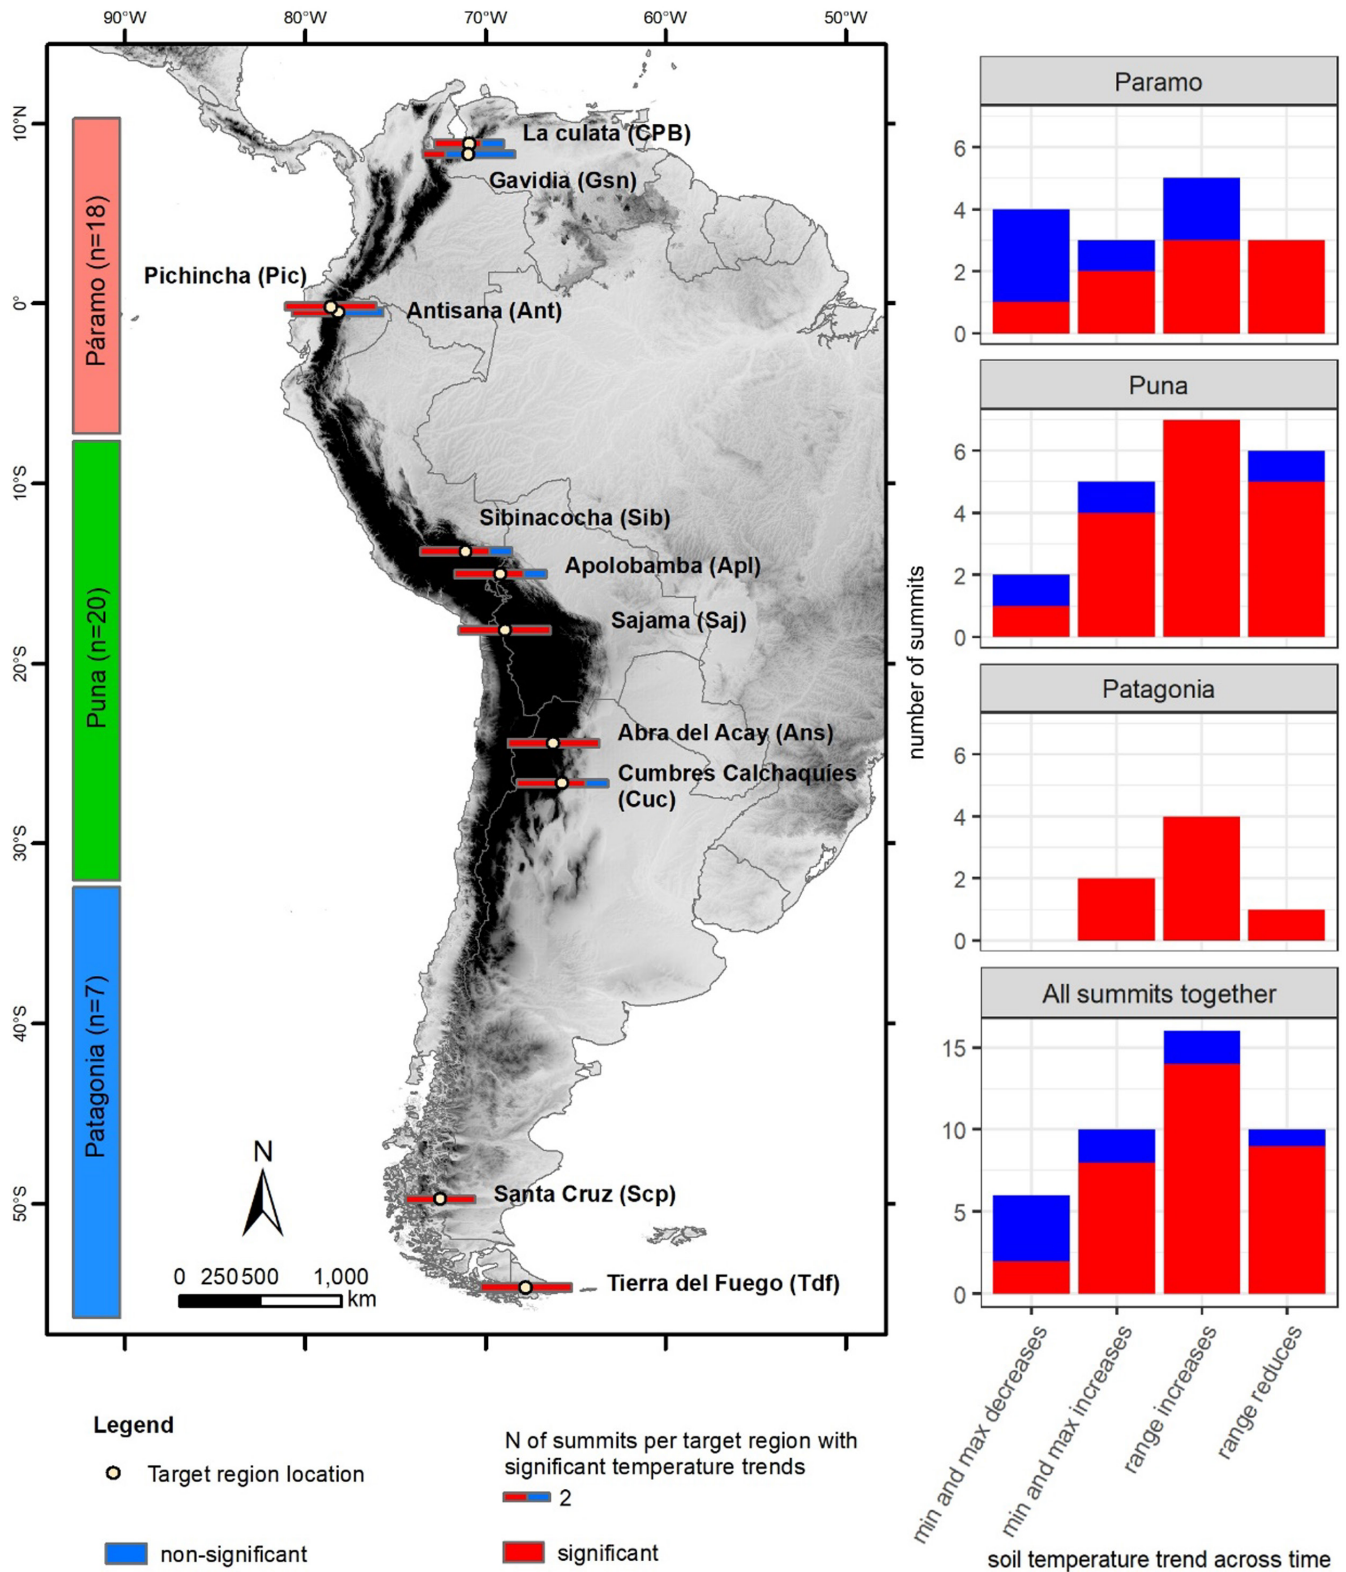 90°W 80°W 70°W 60°W 50°W
10°N
0°
10°S
20°S
30°S
40°S
50°S
Páramo (n=18)
Puna (n=20)
Patagonia (n=7)
La culata (CPB)
Gavidia (Gsn)
Pichincha (Pic)
Antisana (Ant)
Sibinacocha (Sib)
Apolobamba (Apl)
Sajama (Saj)
Abra del Acay (Ans)
Cumbres Calchaquíes
(Cuc)
Santa Cruz (Scp)
Tierra del Fuego (Tdf)
N
0 250 500 1,000
km
90°W 80°W 70°W 60°W 50°W
Legend
Target region location
non-significant
N of summits per target region with
significant temperature trends
2
significant
number of summits
Paramo
6
4
2
0
Puna
6
4
2
0
Patagonia
6
4
2
0
All summits together
15
10
5
0
min and max decreases
min and max increases
range increases
range reduces
soil temperature trend across time